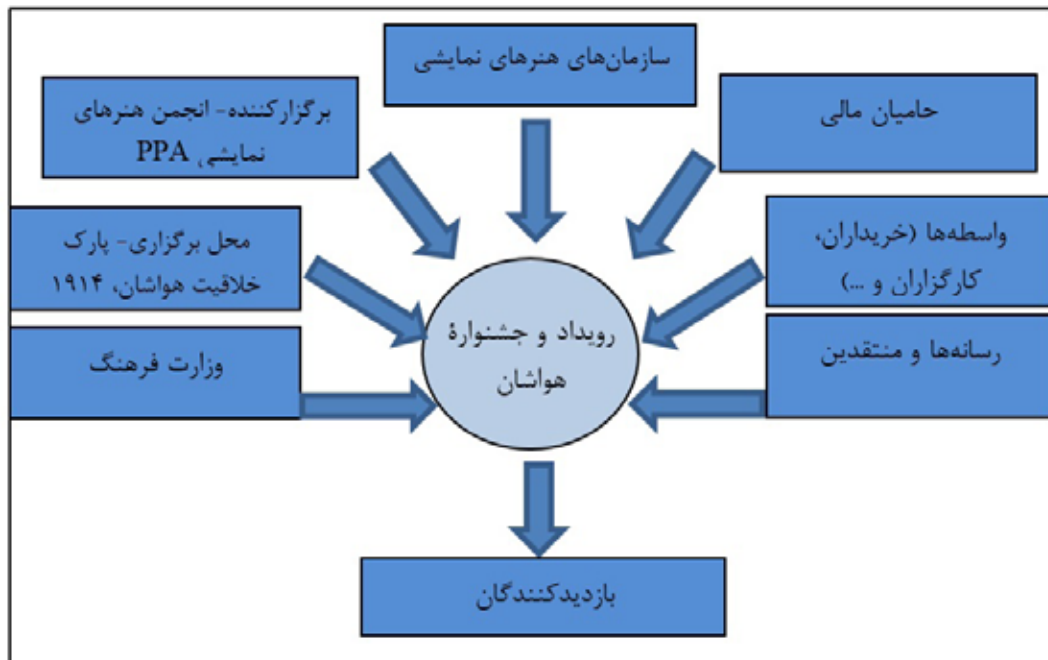 سازمان‌های هنرهای نمایشی
حامیان مالی
برگزارکننده- انجمن هنرهای
نمایشی PPA
واسطه‌ها (خریداران،
کارگزاران و ...)
محل برگزاری- پارک
خلاقیت هواشان، ۱۹۱۴
رسانه‌ها و منتقدین
وزارت فرهنگ
رویداد و جشنوارهٔ
هواشان
بازدیدکنندگان